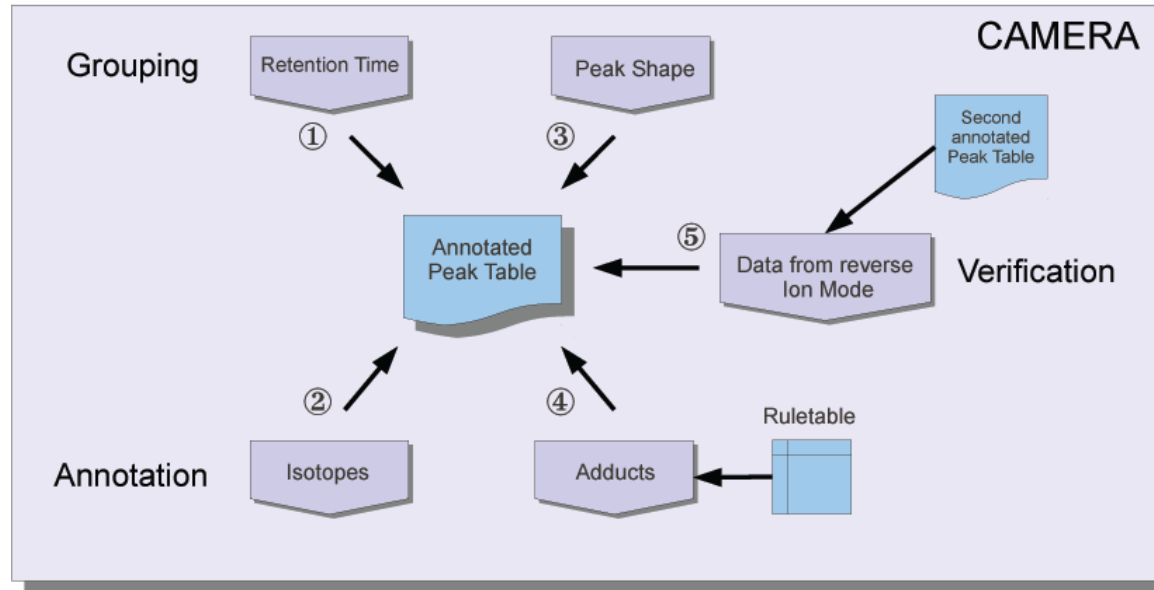 CAMERA
Grouping
Retention Time
Peak Shape
①
③
Second
annotated
Peak Table
Annotated
Peak Table
⑤
Data from reverse
Ion Mode
Verification
②
④
Ruletable
Annotation
Isotopes
Adducts